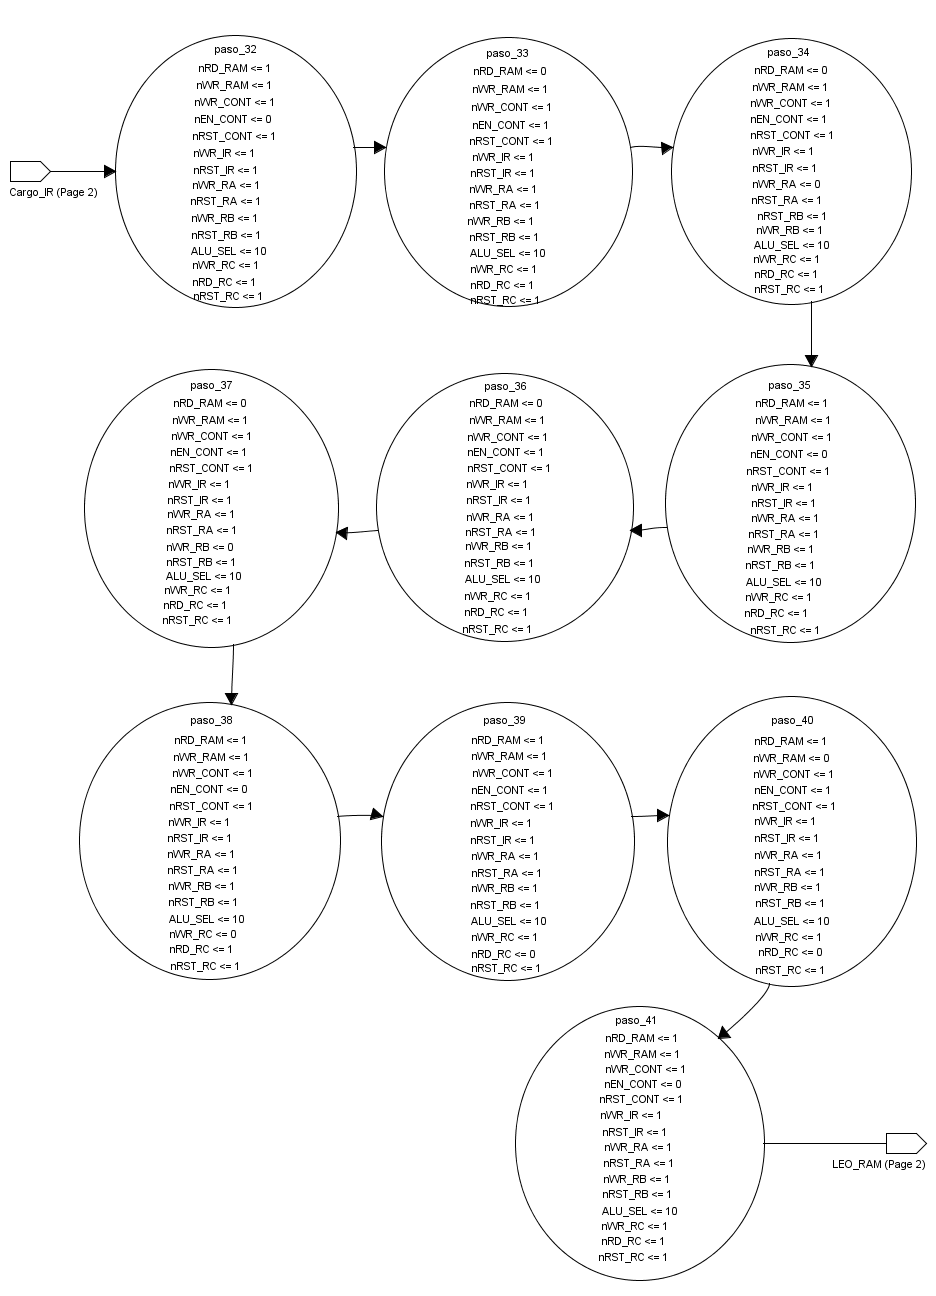 Cargo_IR (Page 2)
paso_32
nRD_RAM <= 1
nWR_RAM <= 1
nWR_CONT <= 1
nEN_CONT <= 0
nRST_CONT <= 1
nWR_IR <= 1
nRST_IR <= 1
nWR_RA <= 1
nRST_RA <= 1
nWR_RB <= 1
nRST_RB <= 1
ALU_SEL <= 10
nWR_RC <= 1
nRD_RC <= 1
nRST_RC <= 1
paso_33
nRD_RAM <= 0
nWR_RAM <= 1
nWR_CONT <= 1
nEN_CONT <= 1
nRST_CONT <= 1
nWR_IR <= 1
nRST_IR <= 1
nWR_RA <= 1
nRST_RA <= 1
nWR_RB <= 1
nRST_RB <= 1
ALU_SEL <= 10
nWR_RC <= 1
nRD_RC <= 1
nRST_RC <= 1
paso_34
nRD_RAM <= 0
nWR_RAM <= 1
nWR_CONT <= 1
nEN_CONT <= 1
nRST_CONT <= 1
nWR_IR <= 1
nRST_IR <= 1
nWR_RA <= 0
nRST_RA <= 1
nRST_RB <= 1
nWR_RB <= 1
ALU_SEL <= 10
nWR_RC <= 1
nRD_RC <= 1
nRST_RC <= 1
paso_35
nRD_RAM <= 1
nWR_RAM <= 1
nWR_CONT <= 1
nEN_CONT <= 0
nRST_CONT <= 1
nWR_IR <= 1
nRST_IR <= 1
nWR_RA <= 1
nRST_RA <= 1
nWR_RB <= 1
nRST_RB <= 1
ALU_SEL <= 10
nWR_RC <= 1
nRD_RC <= 1
nRST_RC <= 1
paso_36
nRD_RAM <= 0
nWR_RAM <= 1
nWR_CONT <= 1
nEN_CONT <= 1
nRST_CONT <= 1
nWR_IR <= 1
nRST_IR <= 1
nWR_RA <= 1
nRST_RA <= 1
nWR_RB <= 1
nRST_RB <= 1
ALU_SEL <= 10
nWR_RC <= 1
nRD_RC <= 1
nRST_RC <= 1
paso_37
nRD_RAM <= 0
nWR_RAM <= 1
nWR_CONT <= 1
nEN_CONT <= 1
nRST_CONT <= 1
nWR_IR <= 1
nRST_IR <= 1
nWR_RA <= 1
nRST_RA <= 1
nWR_RB <= 0
nRST_RB <= 1
ALU_SEL <= 10
nWR_RC <= 1
nRD_RC <= 1
nRST_RC <= 1
paso_38
nRD_RAM <= 1
nWR_RAM <= 1
nWR_CONT <= 1
nEN_CONT <= 0
nRST_CONT <= 1
nWR_IR <= 1
nRST_IR <= 1
nWR_RA <= 1
nRST_RA <= 1
nWR_RB <= 1
nRST_RB <= 1
ALU_SEL <= 10
nWR_RC <= 0
nRD_RC <= 1
nRST_RC <= 1
paso_39
nRD_RAM <= 1
nWR_RAM <= 1
nWR_CONT <= 1
nEN_CONT <= 1
nRST_CONT <= 1
nWR_IR <= 1
nRST_IR <= 1
nWR_RA <= 1
nRST_RA <= 1
nWR_RB <= 1
nRST_RB <= 1
ALU_SEL <= 10
nWR_RC <= 1
nRD_RC <= 0
nRST_RC <= 1
paso_40
nRD_RAM <= 1
nWR_RAM <= 0
nWR_CONT <= 1
nEN_CONT <= 1
nRST_CONT <= 1
nWR_IR <= 1
nRST_IR <= 1
nWR_RA <= 1
nRST_RA <= 1
nWR_RB <= 1
nRST_RB <= 1
ALU_SEL <= 10
nWR_RC <= 1
nRD_RC <= 0
nRST_RC <= 1
paso_41
nRD_RAM <= 1
nWR_RAM <= 1
nWR_CONT <= 1
nEN_CONT <= 0
nRST_CONT <= 1
nWR_IR <= 1
nRST_IR <= 1
nWR_RA <= 1
nRST_RA <= 1
nWR_RB <= 1
nRST_RB <= 1
ALU_SEL <= 10
nWR_RC <= 1
nRD_RC <= 1
nRST_RC <= 1
LEO_RAM (Page 2)